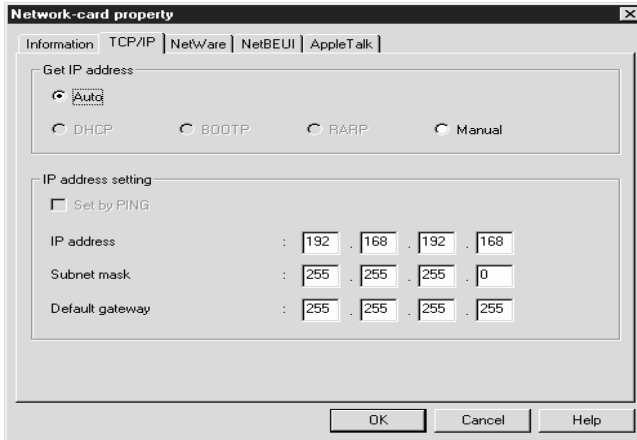 Network-card property
Information TCP/IP NetWare NetBEUI AppleTalk
Get IP address
Auto
DHCP BOOTP RARP Manual
IP address setting
Set by PING
IP address : 192 . 168 . 192 . 168
Subnet mask : 255 . 255 . 255 . 0
Default gateway : 255 . 255 . 255 . 255
OK Cancel Help